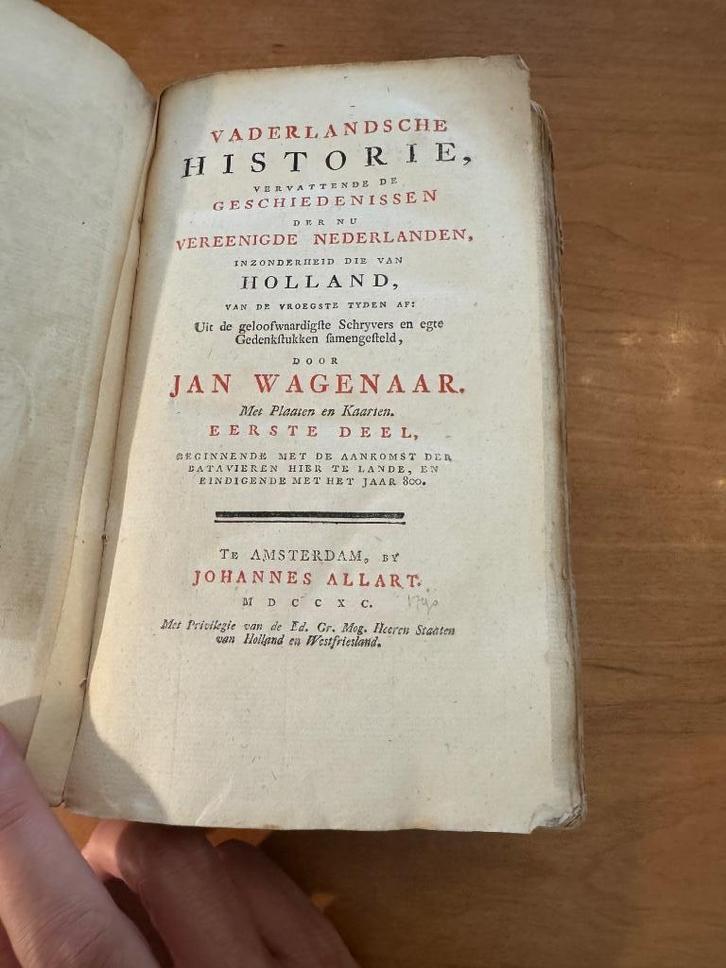 VADERLANDSCHE
HISTORIE,
VERVATTENDE DE
GESCHIEDENISSEN
DER NU
VEREENIGDE NEDERLANDEN,
INZONDERHEID DIE VAN
HOLLAND,
VAN DE VROEGSTE TYDEN AF:
Uit de geloofwaardigſte Schryvers en egte
Gedenkſtukken ſamengeſteld,
DOOR
JAN WAGENAAR.
Met Plaaten en Kaarten.
EERSTE DEEL,
BEGINNENDE MET DE AANKOMST DER
BATAVIEREN HIER TE LANDE, EN
EINDIGENDE MET HET JAAR 800.
TE AMSTERDAM, BY
JOHANNES ALLART.
MDCCXC. 1790
Met Privilegie van de Ed. Gr. Mog. Heeren Staaten
van Holland en Westfriesland.